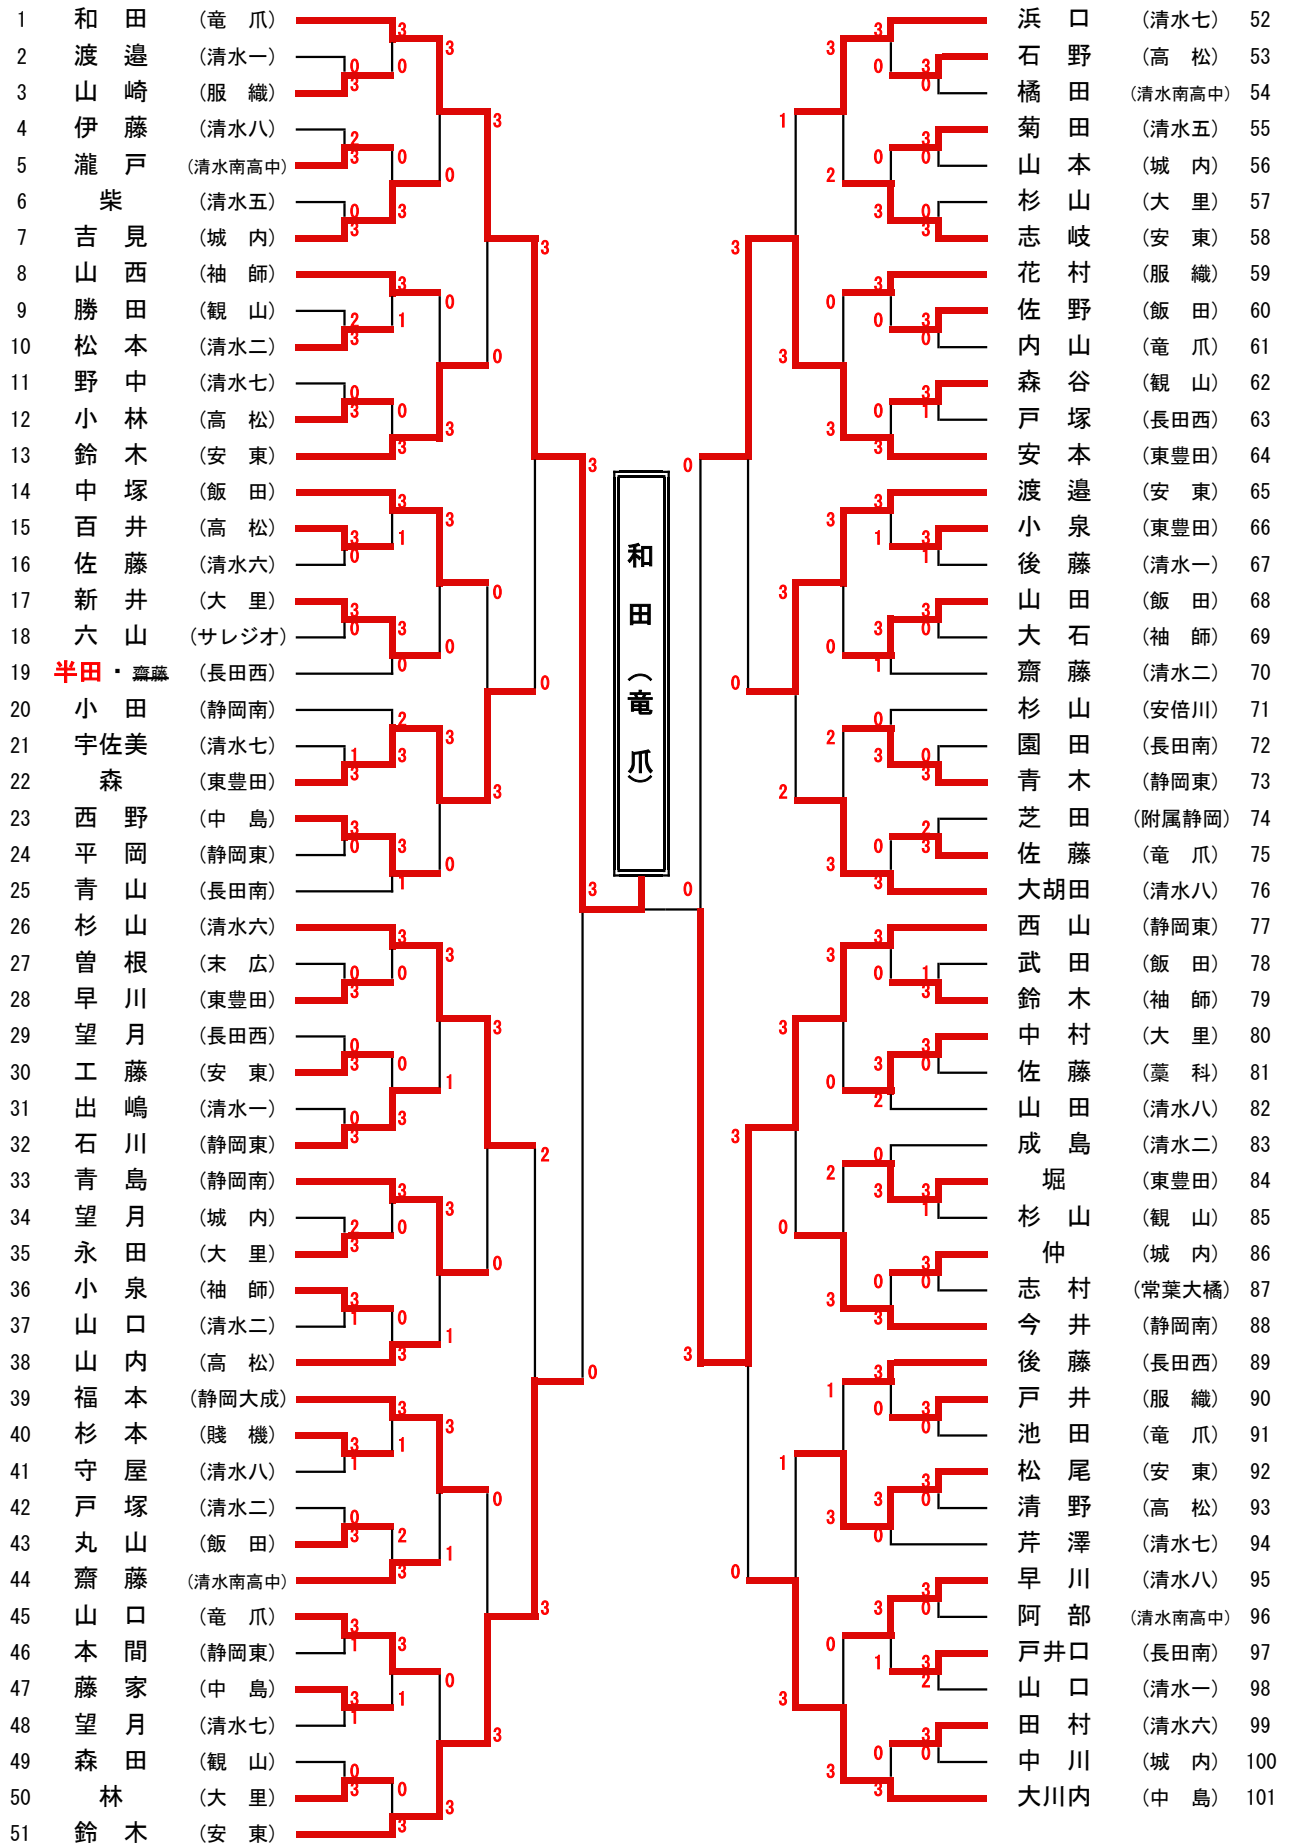 1 和田 (竜爪)
2 渡邉 (清水一)
3 山崎 (服織)
4 伊藤 (清水八)
5 瀧戸 (清水南高中)
6 柴 (清水五)
7 吉見 (城内)
8 山西 (袖師)
9 勝田 (観山)
10 松本 (清水二)
11 野中 (清水七)
12 小林 (高松)
13 鈴木 (安東)
14 中塚 (飯田)
15 百井 (高松)
16 佐藤 (清水六)
17 新井 (大里)
18 六山 (サレジオ)
19 半田・齋藤 (長田西)
20 小田 (静岡南)
21 宇佐美 (清水七)
22 森 (東豊田)
23 西野 (中島)
24 平岡 (静岡東)
25 青山 (長田南)
26 杉山 (清水六)
27 曽根 (末広)
28 早川 (東豊田)
29 望月 (長田西)
30 工藤 (安東)
31 出嶋 (清水一)
32 石川 (静岡東)
33 青島 (静岡南)
34 望月 (城内)
35 永田 (大里)
36 小泉 (袖師)
37 山口 (清水二)
38 山内 (高松)
39 福本 (静岡大成)
40 杉本 (賤機)
41 守屋 (清水八)
42 戸塚 (清水二)
43 丸山 (飯田)
44 齋藤 (清水南高中)
45 山口 (竜爪)
46 本間 (静岡東)
47 藤家 (中島)
48 望月 (清水七)
49 森田 (観山)
50 林 (大里)
51 鈴木 (安東)
和田(竜爪)
浜口 (清水七) 52
石野 (高松) 53
橘田 (清水南高中) 54
菊田 (清水五) 55
山本 (城内) 56
杉山 (大里) 57
志岐 (安東) 58
花村 (服織) 59
佐野 (飯田) 60
内山 (竜爪) 61
森谷 (観山) 62
戸塚 (長田西) 63
安本 (東豊田) 64
渡邉 (安東) 65
小泉 (東豊田) 66
後藤 (清水一) 67
山田 (飯田) 68
大石 (袖師) 69
齋藤 (清水二) 70
杉山 (安倍川) 71
園田 (長田南) 72
青木 (静岡東) 73
芝田 (附属静岡) 74
佐藤 (竜爪) 75
大胡田 (清水八) 76
西山 (静岡東) 77
武田 (飯田) 78
鈴木 (袖師) 79
中村 (大里) 80
佐藤 (藁科) 81
山田 (清水八) 82
成島 (清水二) 83
堀 (東豊田) 84
杉山 (観山) 85
仲 (城内) 86
志村 (常葉大橘) 87
今井 (静岡南) 88
後藤 (長田西) 89
戸井 (服織) 90
池田 (竜爪) 91
松尾 (安東) 92
清野 (高松) 93
芹澤 (清水七) 94
早川 (清水八) 95
阿部 (清水南高中) 96
戸井口 (長田南) 97
山口 (清水一) 98
田村 (清水六) 99
中川 (城内) 100
大川内 (中島) 101